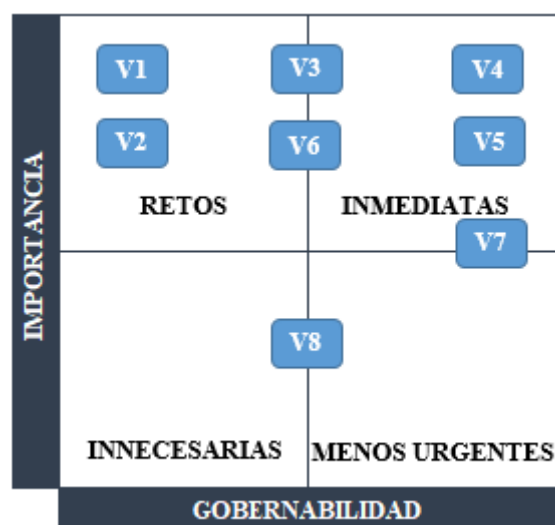 V1
V3
V4
V2
V6
V5
RETOS
INMEDIATAS
V7
IMPORTANCIA
V8
INNECESARIAS
MENOS URGENTES
GOBERNABILIDAD